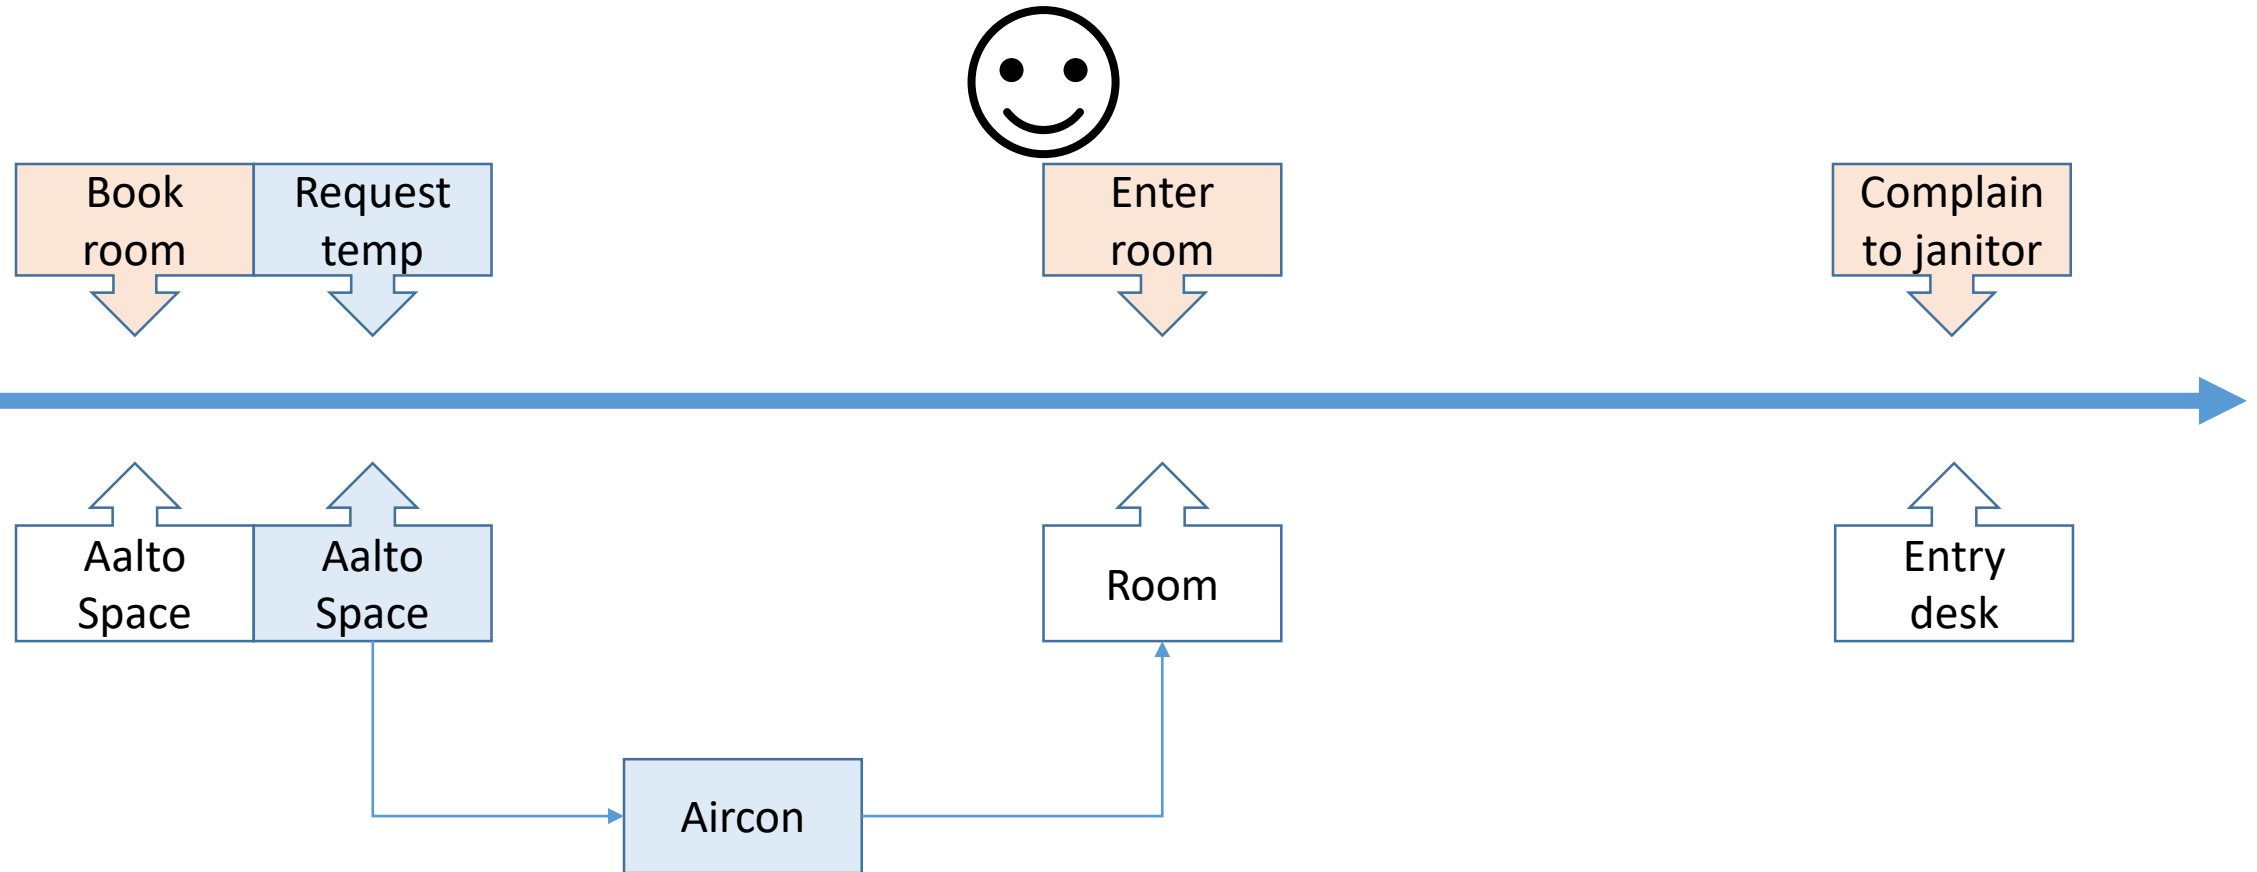 Book
room
Request
temp
Enter
room
Complain
to janitor
Aalto
Space
Aalto
Space
Room
Entry
desk
Aircon